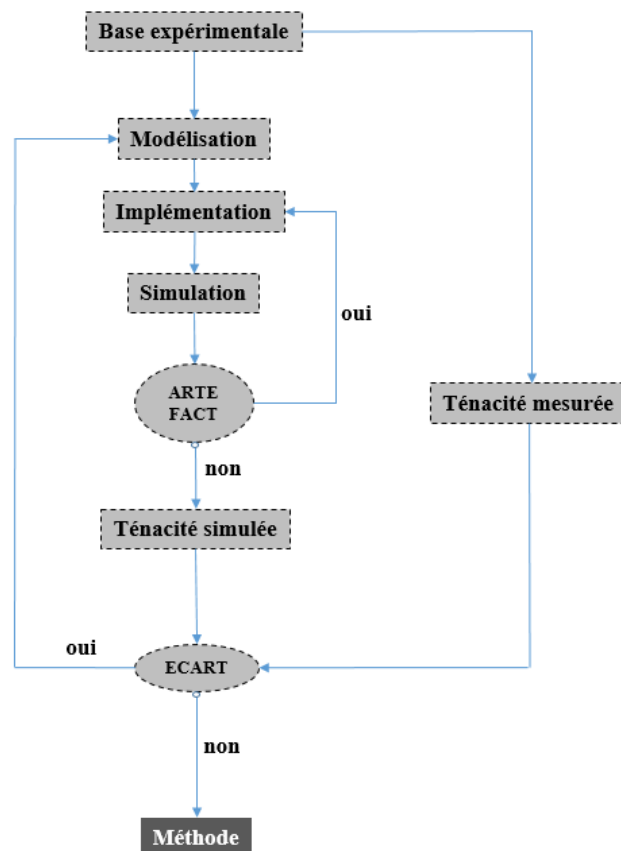 Base expérimentale
Modélisation
Implémentation
Simulation
oui
ARTE
FACT
Ténacité mesurée
non
Ténacité simulée
oui
ECART
non
Méthode